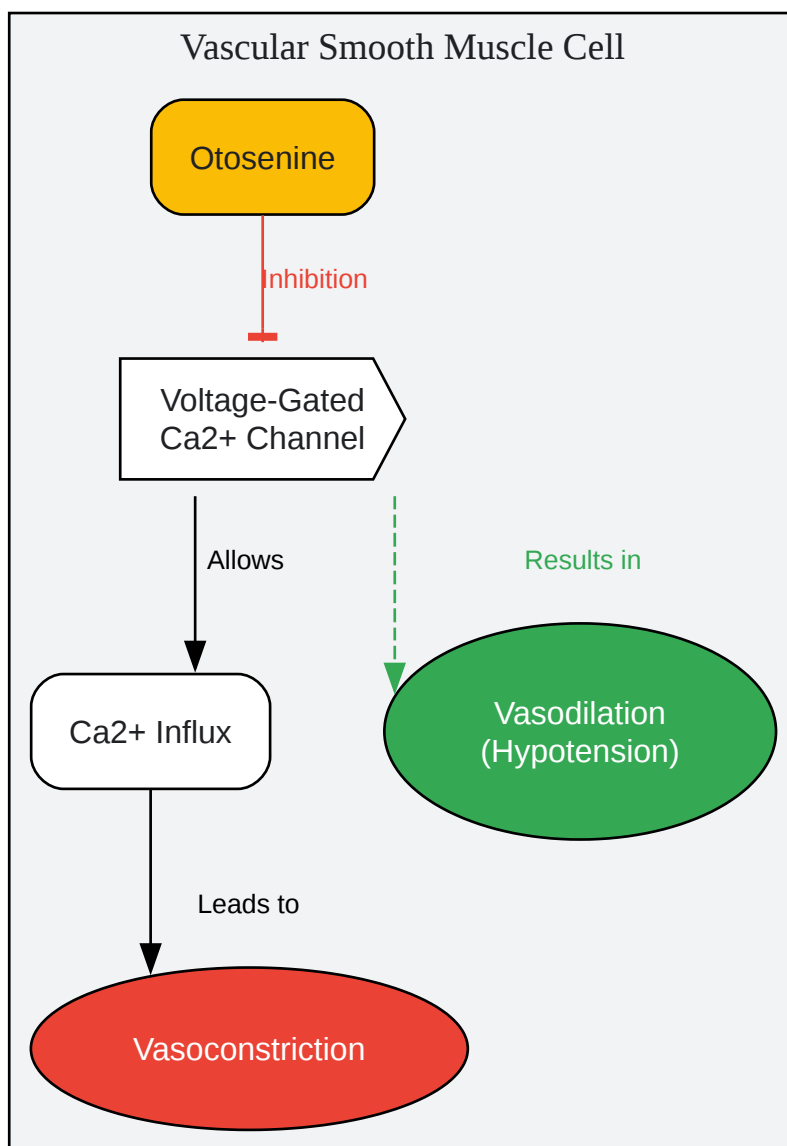 Vascular Smooth Muscle Cell
Otosenine
Inhibition
Voltage-Gated
Ca2+ Channel
Allows
Results in
Ca2+ Influx
Vasodilation
(Hypotension)
Leads to
Vasoconstriction